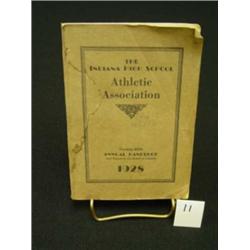 THE
INDIANA HIGH SCHOOL
Athletic
Association
ANNUAL HANDBOOK
1928
11